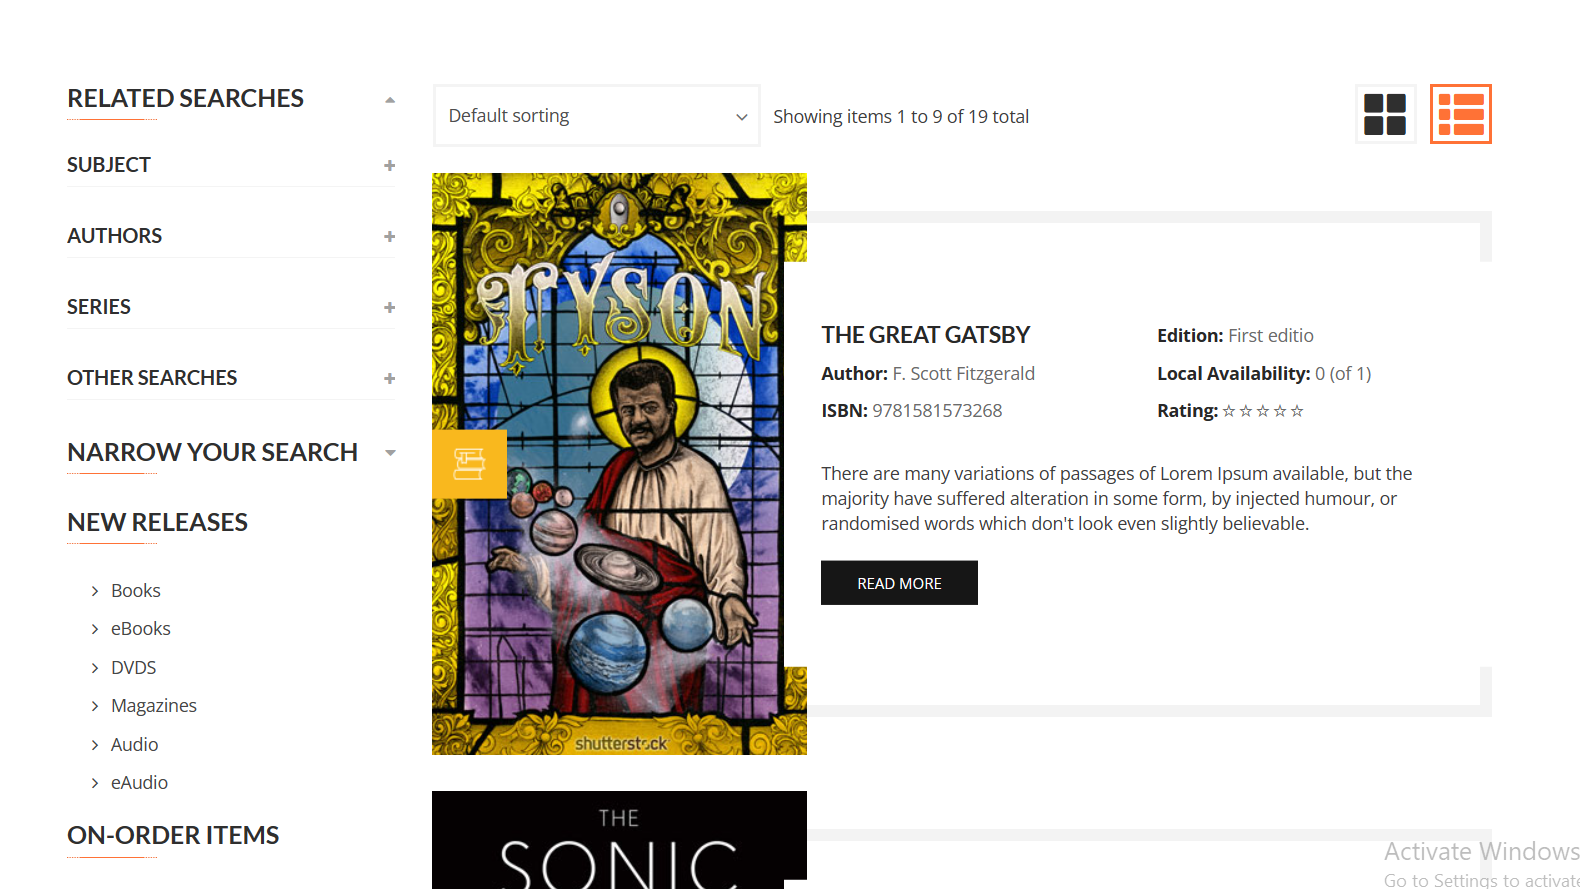 RELATED SEARCHES
SUBJECT
AUTHORS
SERIES
OTHER SEARCHES
NARROW YOUR SEARCH
NEW RELEASES
Books
eBooks
DVDS
Magazines
Audio
eAudio
ON-ORDER ITEMS
Default sorting
Showing items 1 to 9 of 19 total
TYSON
shutterstock
THE GREAT GATSBY
Edition: First editio
Author: F. Scott Fitzgerald
Local Availability: 0 (of 1)
ISBN: 9781581573268
Rating: ☆ ☆ ☆ ☆ ☆
There are many variations of passages of Lorem Ipsum available, but the
majority have suffered alteration in some form, by injected humour, or
randomised words which don't look even slightly believable.
READ MORE
THE
SONIC
Activate Windows
Go to Settings to activate